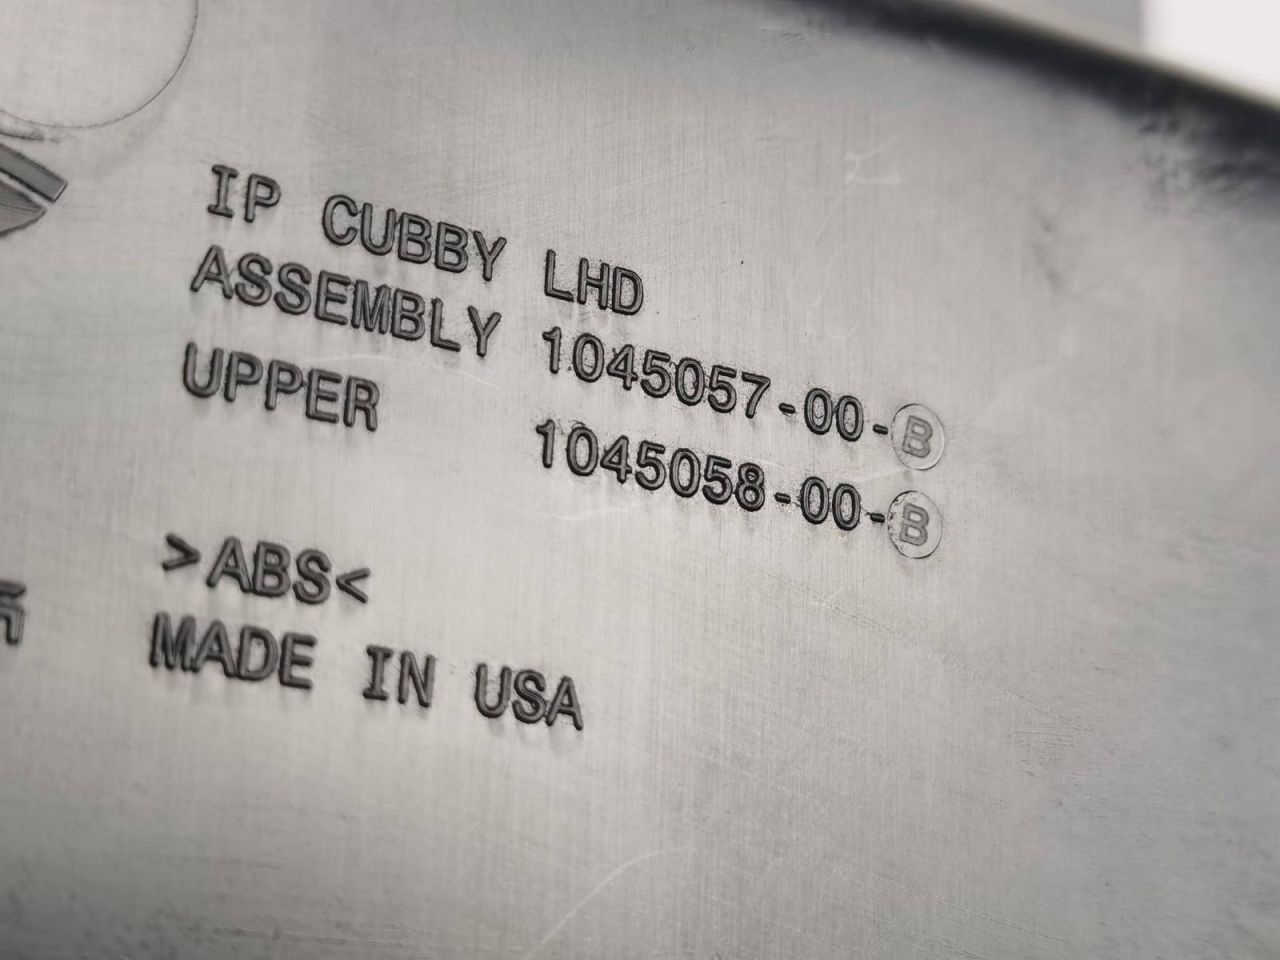 IP CUBBY LHD
ASSEMBLY 1045057-00-B
UPPER 1045058-00-B
>ABS<
MADE IN USA